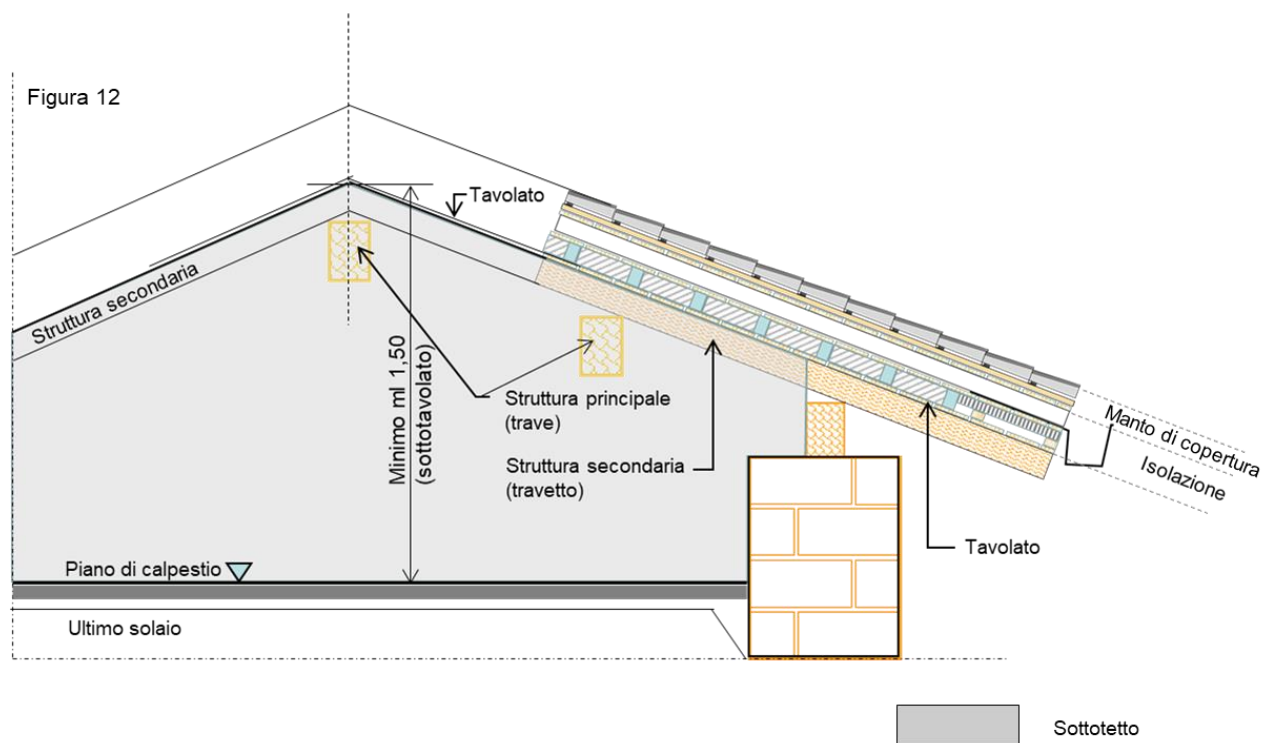 Figura 12
Tavolato
Struttura secondaria
Minimo ml 1,50
(sottotavolato)
Struttura principale
(trave)
Struttura secondaria
(travetto)
Manto di copertura
Isolazione
Tavolato
Piano di calpestio
Ultimo solaio
Sottotetto